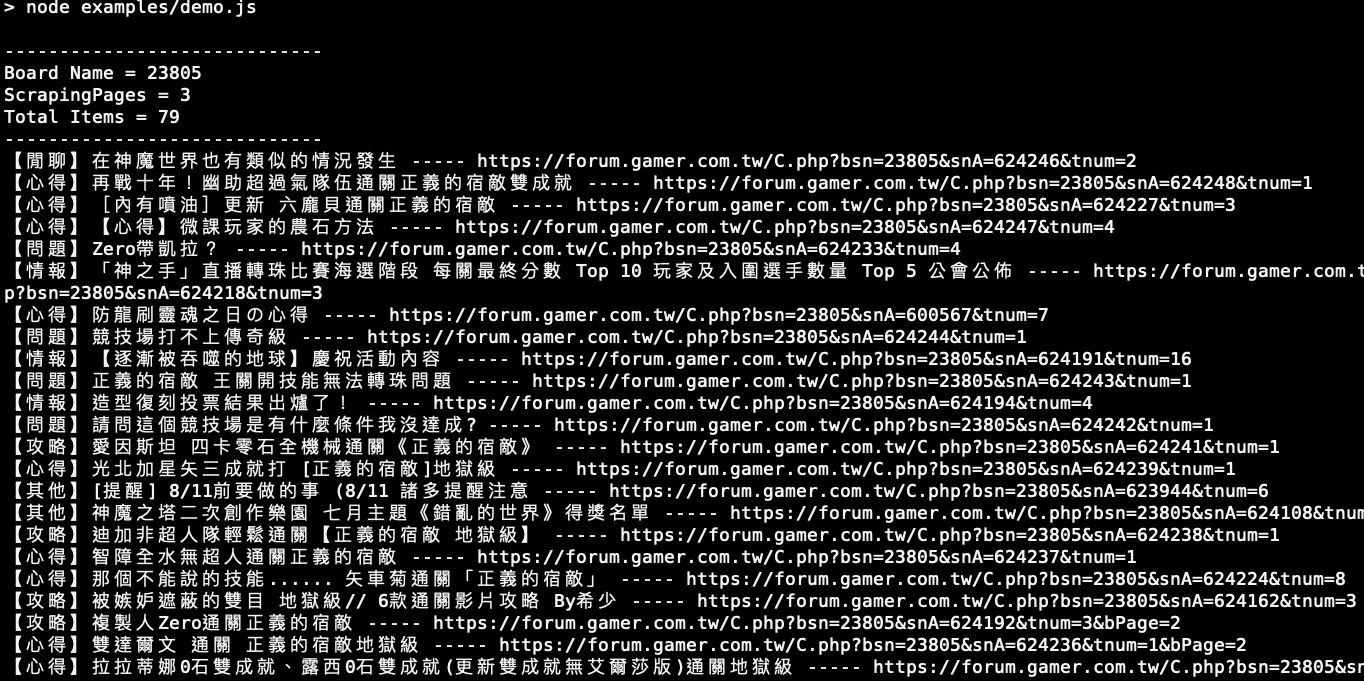 > node examples/demo.js
-----------------------------
Board Name = 23805
ScrapingPages = 3
Total Items = 79
-----------------------------
【閒聊】在神魔世界也有類似的情況發生 ----- https://forum.gamer.com.tw/C.php?bsn=23805&snA=624246&tnum=2
【心得】再戰十年！幽助超過氣隊伍通關正義的宿敵雙成就 ----- https://forum.gamer.com.tw/C.php?bsn=23805&snA=624248&tnum=1
【心得】［內有噴油］更新 六龐貝通關正義的宿敵 ----- https://forum.gamer.com.tw/C.php?bsn=23805&snA=624227&tnum=3
【心得】【心得】微課玩家的農石方法 ----- https://forum.gamer.com.tw/C.php?bsn=23805&snA=624247&tnum=4
【問題】Zero帶凱拉？ ----- https://forum.gamer.com.tw/C.php?bsn=23805&snA=624233&tnum=4
【情報】「神之手」直播轉珠比賽海選階段 每關最終分數 Top 10 玩家及入圍選手數量 Top 5 公會公佈 ----- https://forum.gamer.com.t
p?bsn=23805&snA=624218&tnum=3
【心得】防龍刷靈魂之日の心得 ----- https://forum.gamer.com.tw/C.php?bsn=23805&snA=600567&tnum=7
【問題】競技場打不上傳奇級 ----- https://forum.gamer.com.tw/C.php?bsn=23805&snA=624244&tnum=1
【情報】【逐漸被吞噬的地球】慶祝活動內容 ----- https://forum.gamer.com.tw/C.php?bsn=23805&snA=624191&tnum=16
【問題】正義的宿敵 王關開技能無法轉珠問題 ----- https://forum.gamer.com.tw/C.php?bsn=23805&snA=624243&tnum=1
【情報】造型復刻投票結果出爐了！ ----- https://forum.gamer.com.tw/C.php?bsn=23805&snA=624194&tnum=4
【問題】請問這個競技場是有什麼條件我沒達成? ----- https://forum.gamer.com.tw/C.php?bsn=23805&snA=624242&tnum=1
【攻略】愛因斯坦 四卡零石全機械通關《正義的宿敵》 ----- https://forum.gamer.com.tw/C.php?bsn=23805&snA=624241&tnum=1
【心得】光北加星矢三成就打 [正義的宿敵]地獄級 ----- https://forum.gamer.com.tw/C.php?bsn=23805&snA=624239&tnum=1
【其他】[提醒] 8/11前要做的事 (8/11 諸多提醒注意 ----- https://forum.gamer.com.tw/C.php?bsn=23805&snA=623944&tnum=6
【其他】神魔之塔二次創作樂園 七月主題《錯亂的世界》得獎名單 ----- https://forum.gamer.com.tw/C.php?bsn=23805&snA=624108&tnum
【攻略】迪加非超人隊輕鬆通關【正義的宿敵 地獄級】 ----- https://forum.gamer.com.tw/C.php?bsn=23805&snA=624238&tnum=1
【心得】智障全水無超人通關正義的宿敵 ----- https://forum.gamer.com.tw/C.php?bsn=23805&snA=624237&tnum=1
【心得】那個不能說的技能...... 矢車菊通關「正義的宿敵」 ----- https://forum.gamer.com.tw/C.php?bsn=23805&snA=624224&tnum=8
【攻略】被嫉妒遮蔽的雙目 地獄級// 6款通關影片攻略 By希少 ----- https://forum.gamer.com.tw/C.php?bsn=23805&snA=624162&tnum=3
【攻略】複製人Zero通關正義的宿敵 ----- https://forum.gamer.com.tw/C.php?bsn=23805&snA=624192&tnum=3&bPage=2
【心得】雙達爾文 通關 正義的宿敵地獄級 ----- https://forum.gamer.com.tw/C.php?bsn=23805&snA=624236&tnum=1&bPage=2
【心得】拉拉蒂娜0石雙成就、露西0石雙成就(更新雙成就無艾爾莎版)通關地獄級 ----- https://forum.gamer.com.tw/C.php?bsn=23805&sn